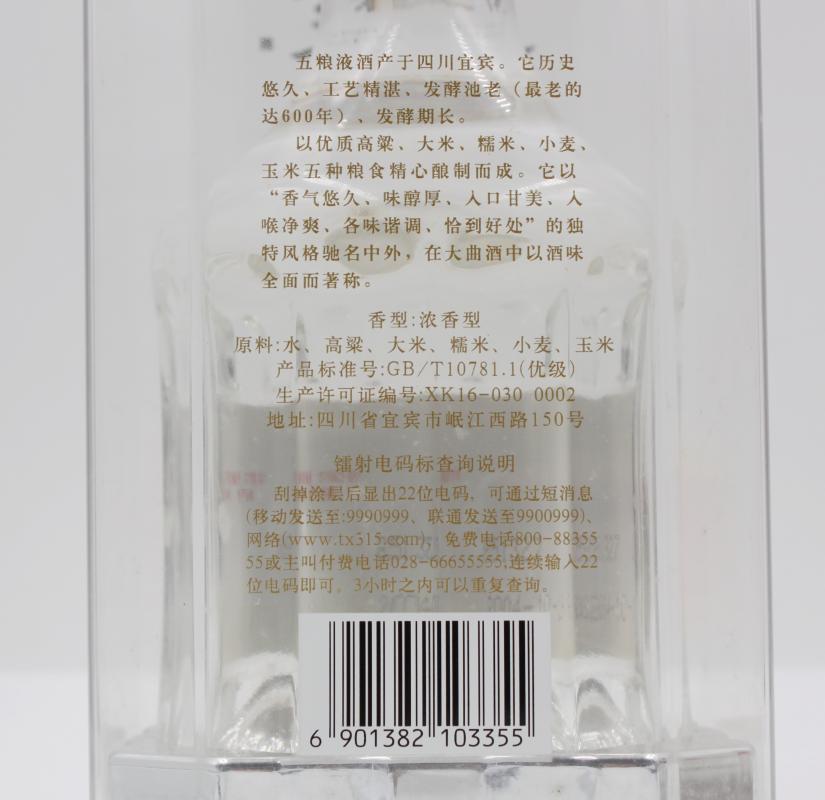 五粮液酒产于四川宜宾。它历史
悠久、工艺精湛、发酵池老（最老的
达600年）、发酵期长。
以优质高粱、大米、糯米、小麦、
玉米五种粮食精心酿制而成。它以
“香气悠久、味醇厚、入口甘美、入
喉净爽、各味谐调、恰到好处”的独
特风格驰名中外，在大曲酒中以酒味
全面而著称。
香型:浓香型
原料:水、高粱、大米、糯米、小麦、玉米
产品标准号:GB/T10781.1(优级)
生产许可证编号:XK16-030 0002
地址:四川省宜宾市岷江西路150号
镭射电码标查询说明
刮掉涂层后显出22位电码，可通过短消息
(移动发送至:9990999、联通发送至9900999)、
网络(www.tx315.com)；免费电话800-88355
55或主叫付费电话028-66655555,连续输入22
位电码即可。3小时之内可以重复查询。
6 901382 103355